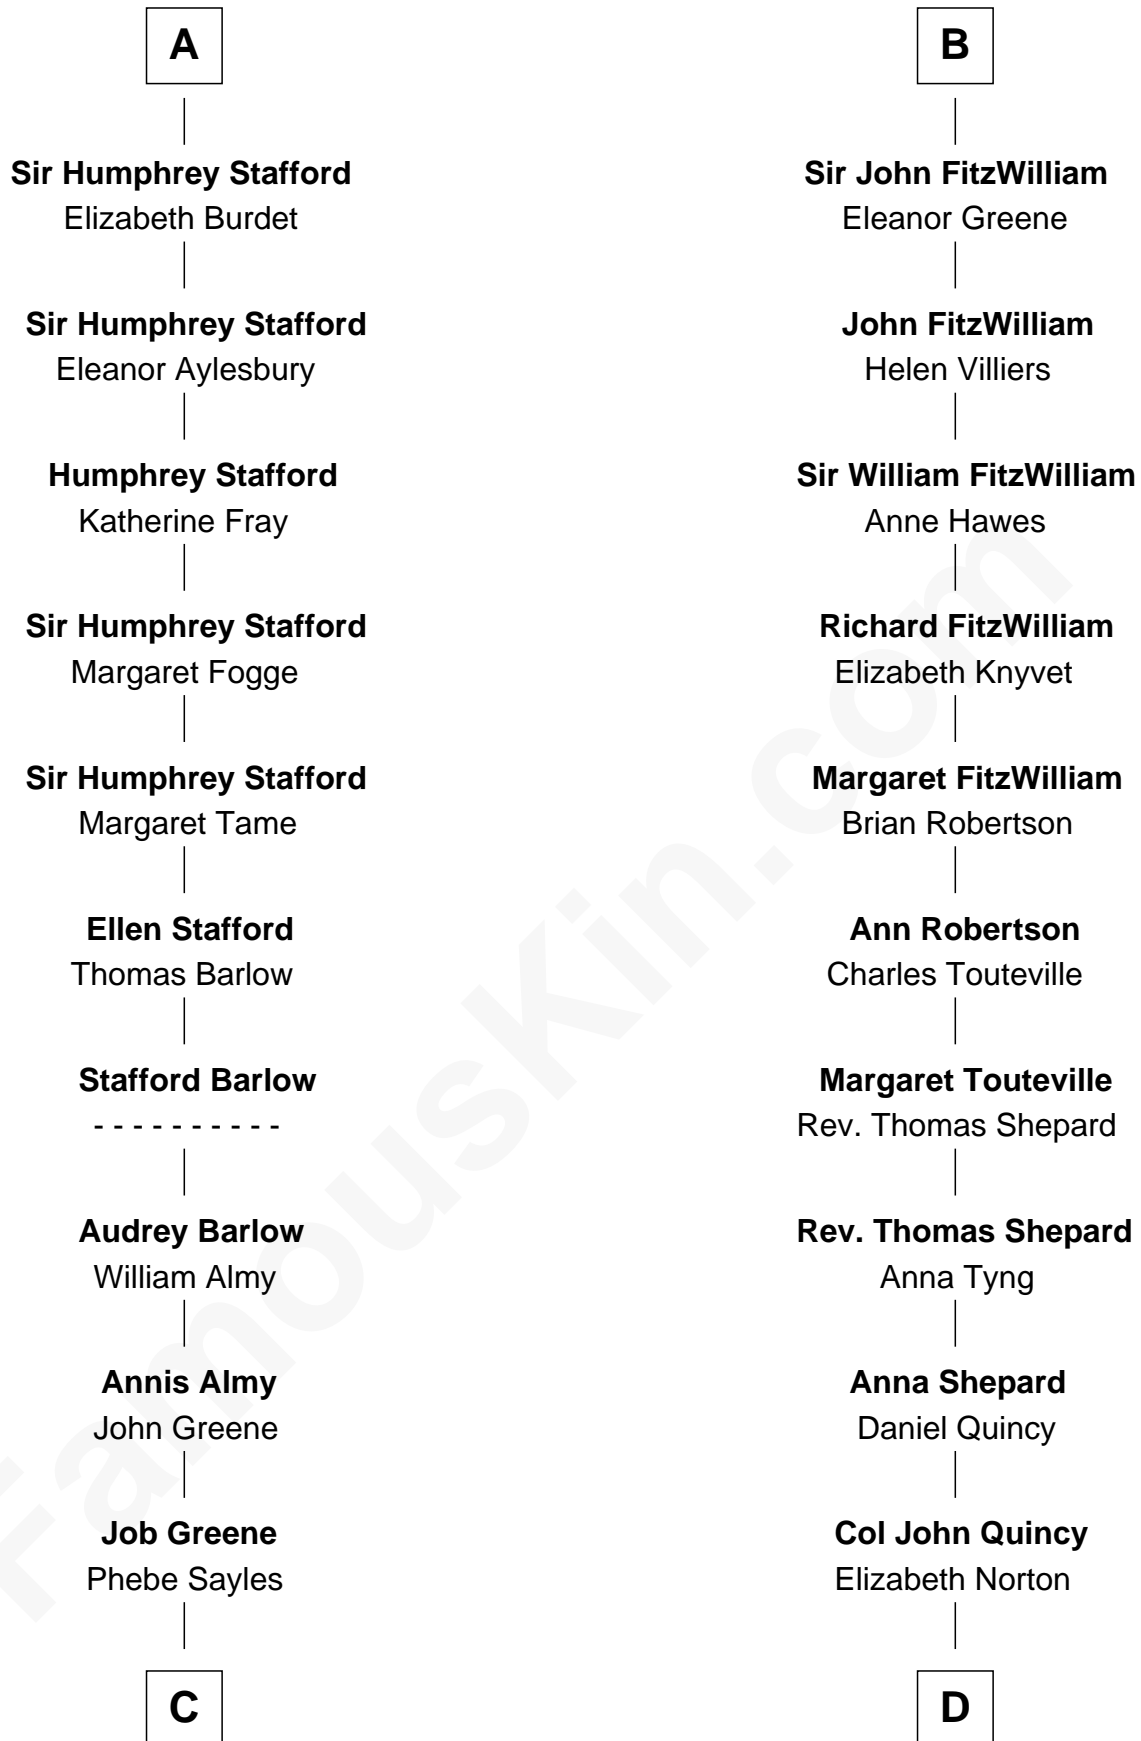 A
Sir Humphrey Stafford
Elizabeth Burdet
Sir Humphrey Stafford
Eleanor Aylesbury
Humphrey Stafford
Katherine Fray
Sir Humphrey Stafford
Margaret Fogge
Sir Humphrey Stafford
Margaret Tame
Ellen Stafford
Thomas Barlow
Stafford Barlow
- - - - - - - - - -
Audrey Barlow
William Almy
Annis Almy
John Greene
Job Greene
Phebe Sayles
C
B
Sir John FitzWilliam
Eleanor Greene
John FitzWilliam
Helen Villiers
Sir William FitzWilliam
Anne Hawes
Richard FitzWilliam
Elizabeth Knyvet
Margaret FitzWilliam
Brian Robertson
Ann Robertson
Charles Touteville
Margaret Touteville
Rev. Thomas Shepard
Rev. Thomas Shepard
Anna Tyng
Anna Shepard
Daniel Quincy
Col John Quincy
Elizabeth Norton
D
FamousKin.com